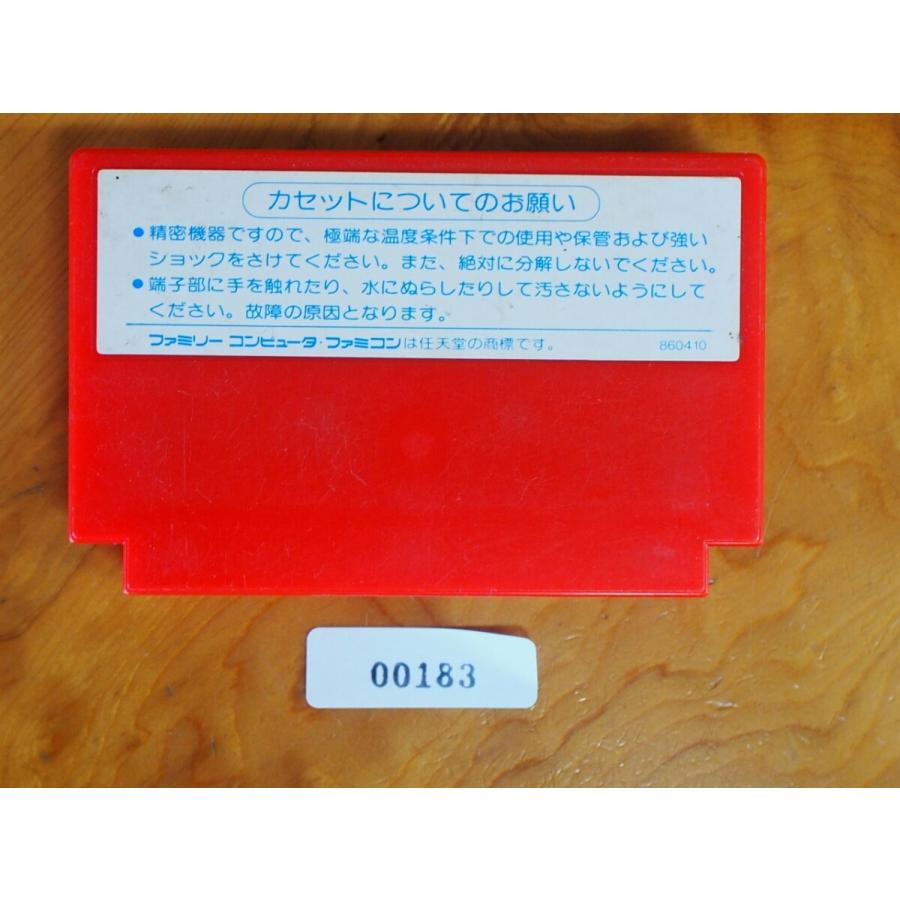 カセットについてのお願い
●精密機器ですので、極端な温度条件下での使用や保管および強い
ショックをさけてください。また、絶対に分解しないでください。
●端子部に手を触れたり、水にぬらしたりして汚さないようにして
ください。故障の原因となります。
ファミリー コンピュータ・ファミコンは任天堂の商標です。 860410
00183